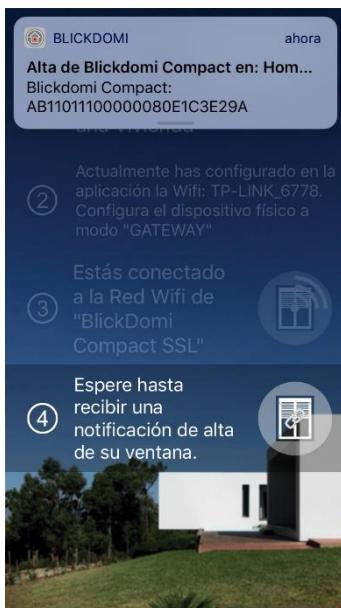 BLICKDOMI
ahora
Alta de Blickdomi Compact en: Hom...
Blickdomi Compact:
AB11011100000080E1C3E29A
una vivienda
2
Actualmente has configurado en la
aplicación la Wifi: TP-LINK_6778.
Configura el dispositivo físico a
modo "GATEWAY"
3
Estás conectado
a la Red Wifi de
"BlickDomi
Compact SSL"
4
Espere hasta
recibir una
notificación de alta
de su ventana.